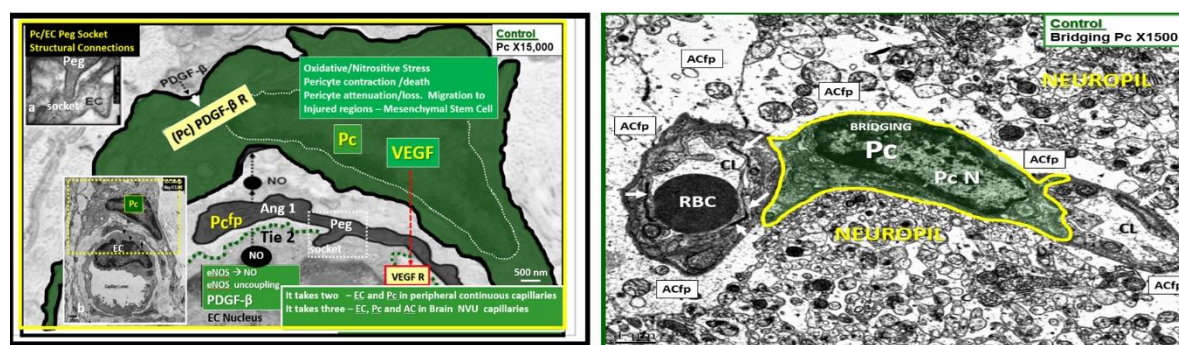 Pc/EC Peg Socket
Structural Connections
Peg
EC
socket
a
PDGF-β
(Pc) PDGF-β R
Control
Pc X15,000
Oxidative/Nitrositive Stress
Pericyte contraction /death
Pericyte attenuation/loss. Migration to
Injured regions – Mesenchymal Stem Cell
Pc
VEGF
NO
Ang 1
Pcfp
Tie 2
Peg
socket
NO
Pc
EC
Capillary Lumen
b
eNOS → NO
eNOS uncoupling
PDGF-β
EC Nucleus
VEGF R
500 nm
It takes two – EC and Pc in peripheral continuous capillaries
It takes three – EC, Pc and AC in Brain NVU capillaries
Control
Bridging Pc X1500
ACfp
NEUROPIL
ACfp
ACfp
BRIDGING
Pc
CL
Pc N
ACfp
RBC
NEUROPIL
CL
ACfp
ACfp